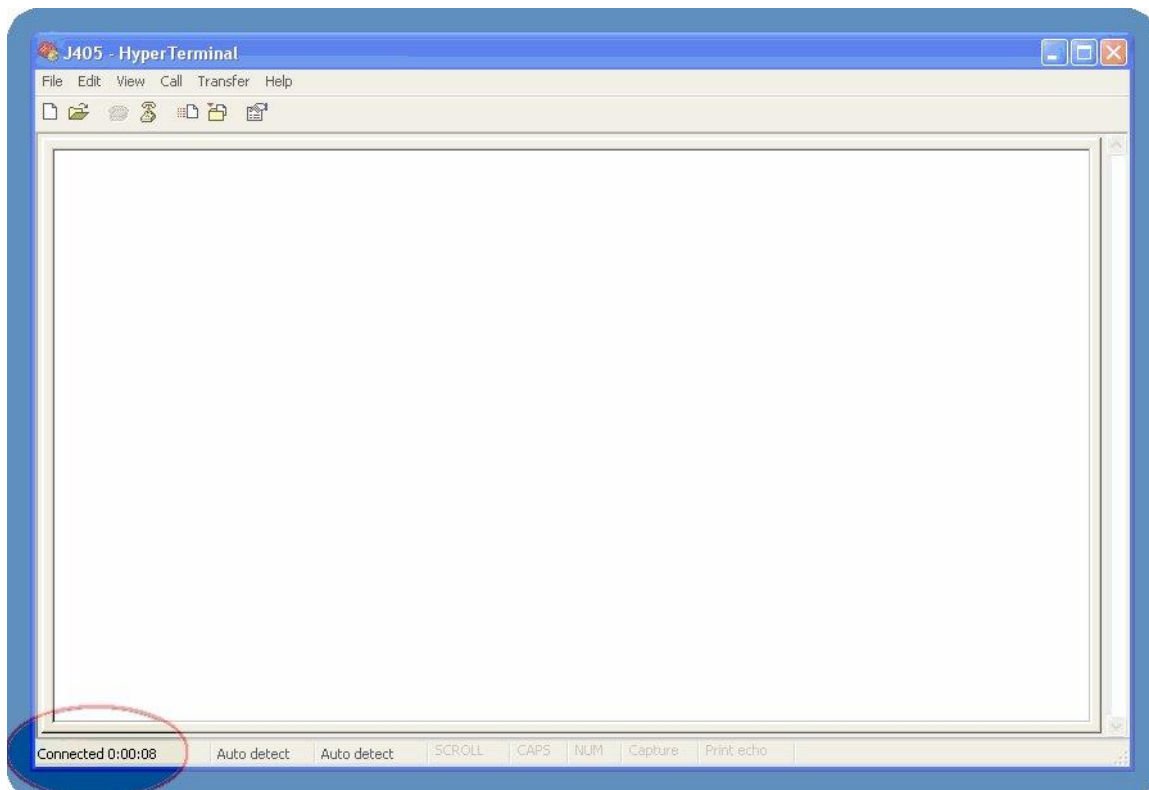 J405 - HyperTerminal
File Edit View Call Transfer Help
Connected 0:00:08 Auto detect Auto detect SCROLL CAPS NUM Capture Print echo